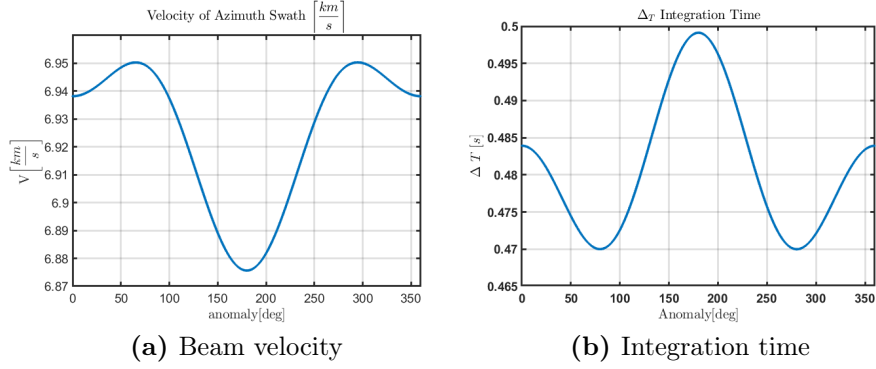 Velocity of Azimuth Swath [km/s]
6.95
6.94
6.93
6.92
6.91
6.9
6.89
6.88
6.87
V[km/s]
0 50 100 150 200 250 300 350
anomaly[deg]
(a) Beam velocity
Δ_T Integration Time
0.5
0.495
0.49
0.485
0.48
0.475
0.47
0.465
Δ T [s]
0 50 100 150 200 250 300 350
Anomaly[deg]
(b) Integration time